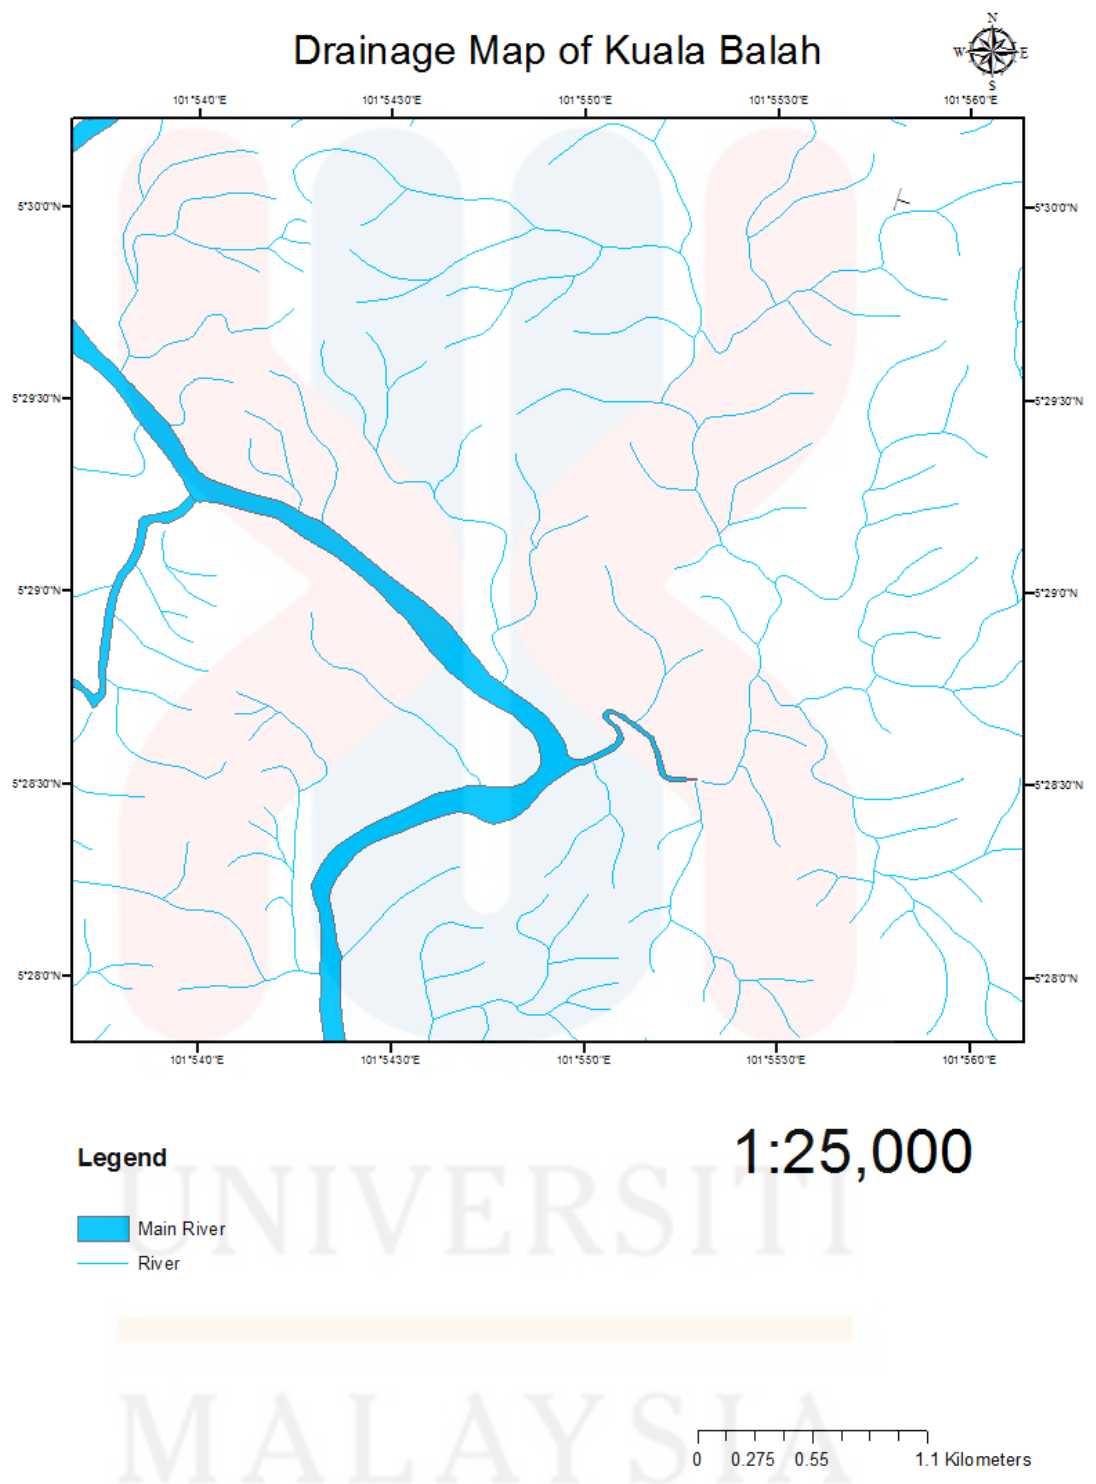 Drainage Map of Kuala Balah
N
W E
S
101°54'0"E 101°54'30"E 101°55'0"E 101°55'30"E 101°56'0"E
5°30'0"N 5°30'0"N
5°29'30"N 5°29'30"N
5°29'0"N 5°29'0"N
5°28'30"N 5°28'30"N
5°28'0"N 5°28'0"N
101°54'0"E 101°54'30"E 101°55'0"E 101°55'30"E 101°56'0"E
Legend
1:25,000
UNIVERSITI
Main River
River
MALAYSIA
0 0.275 0.55 1.1 Kilometers